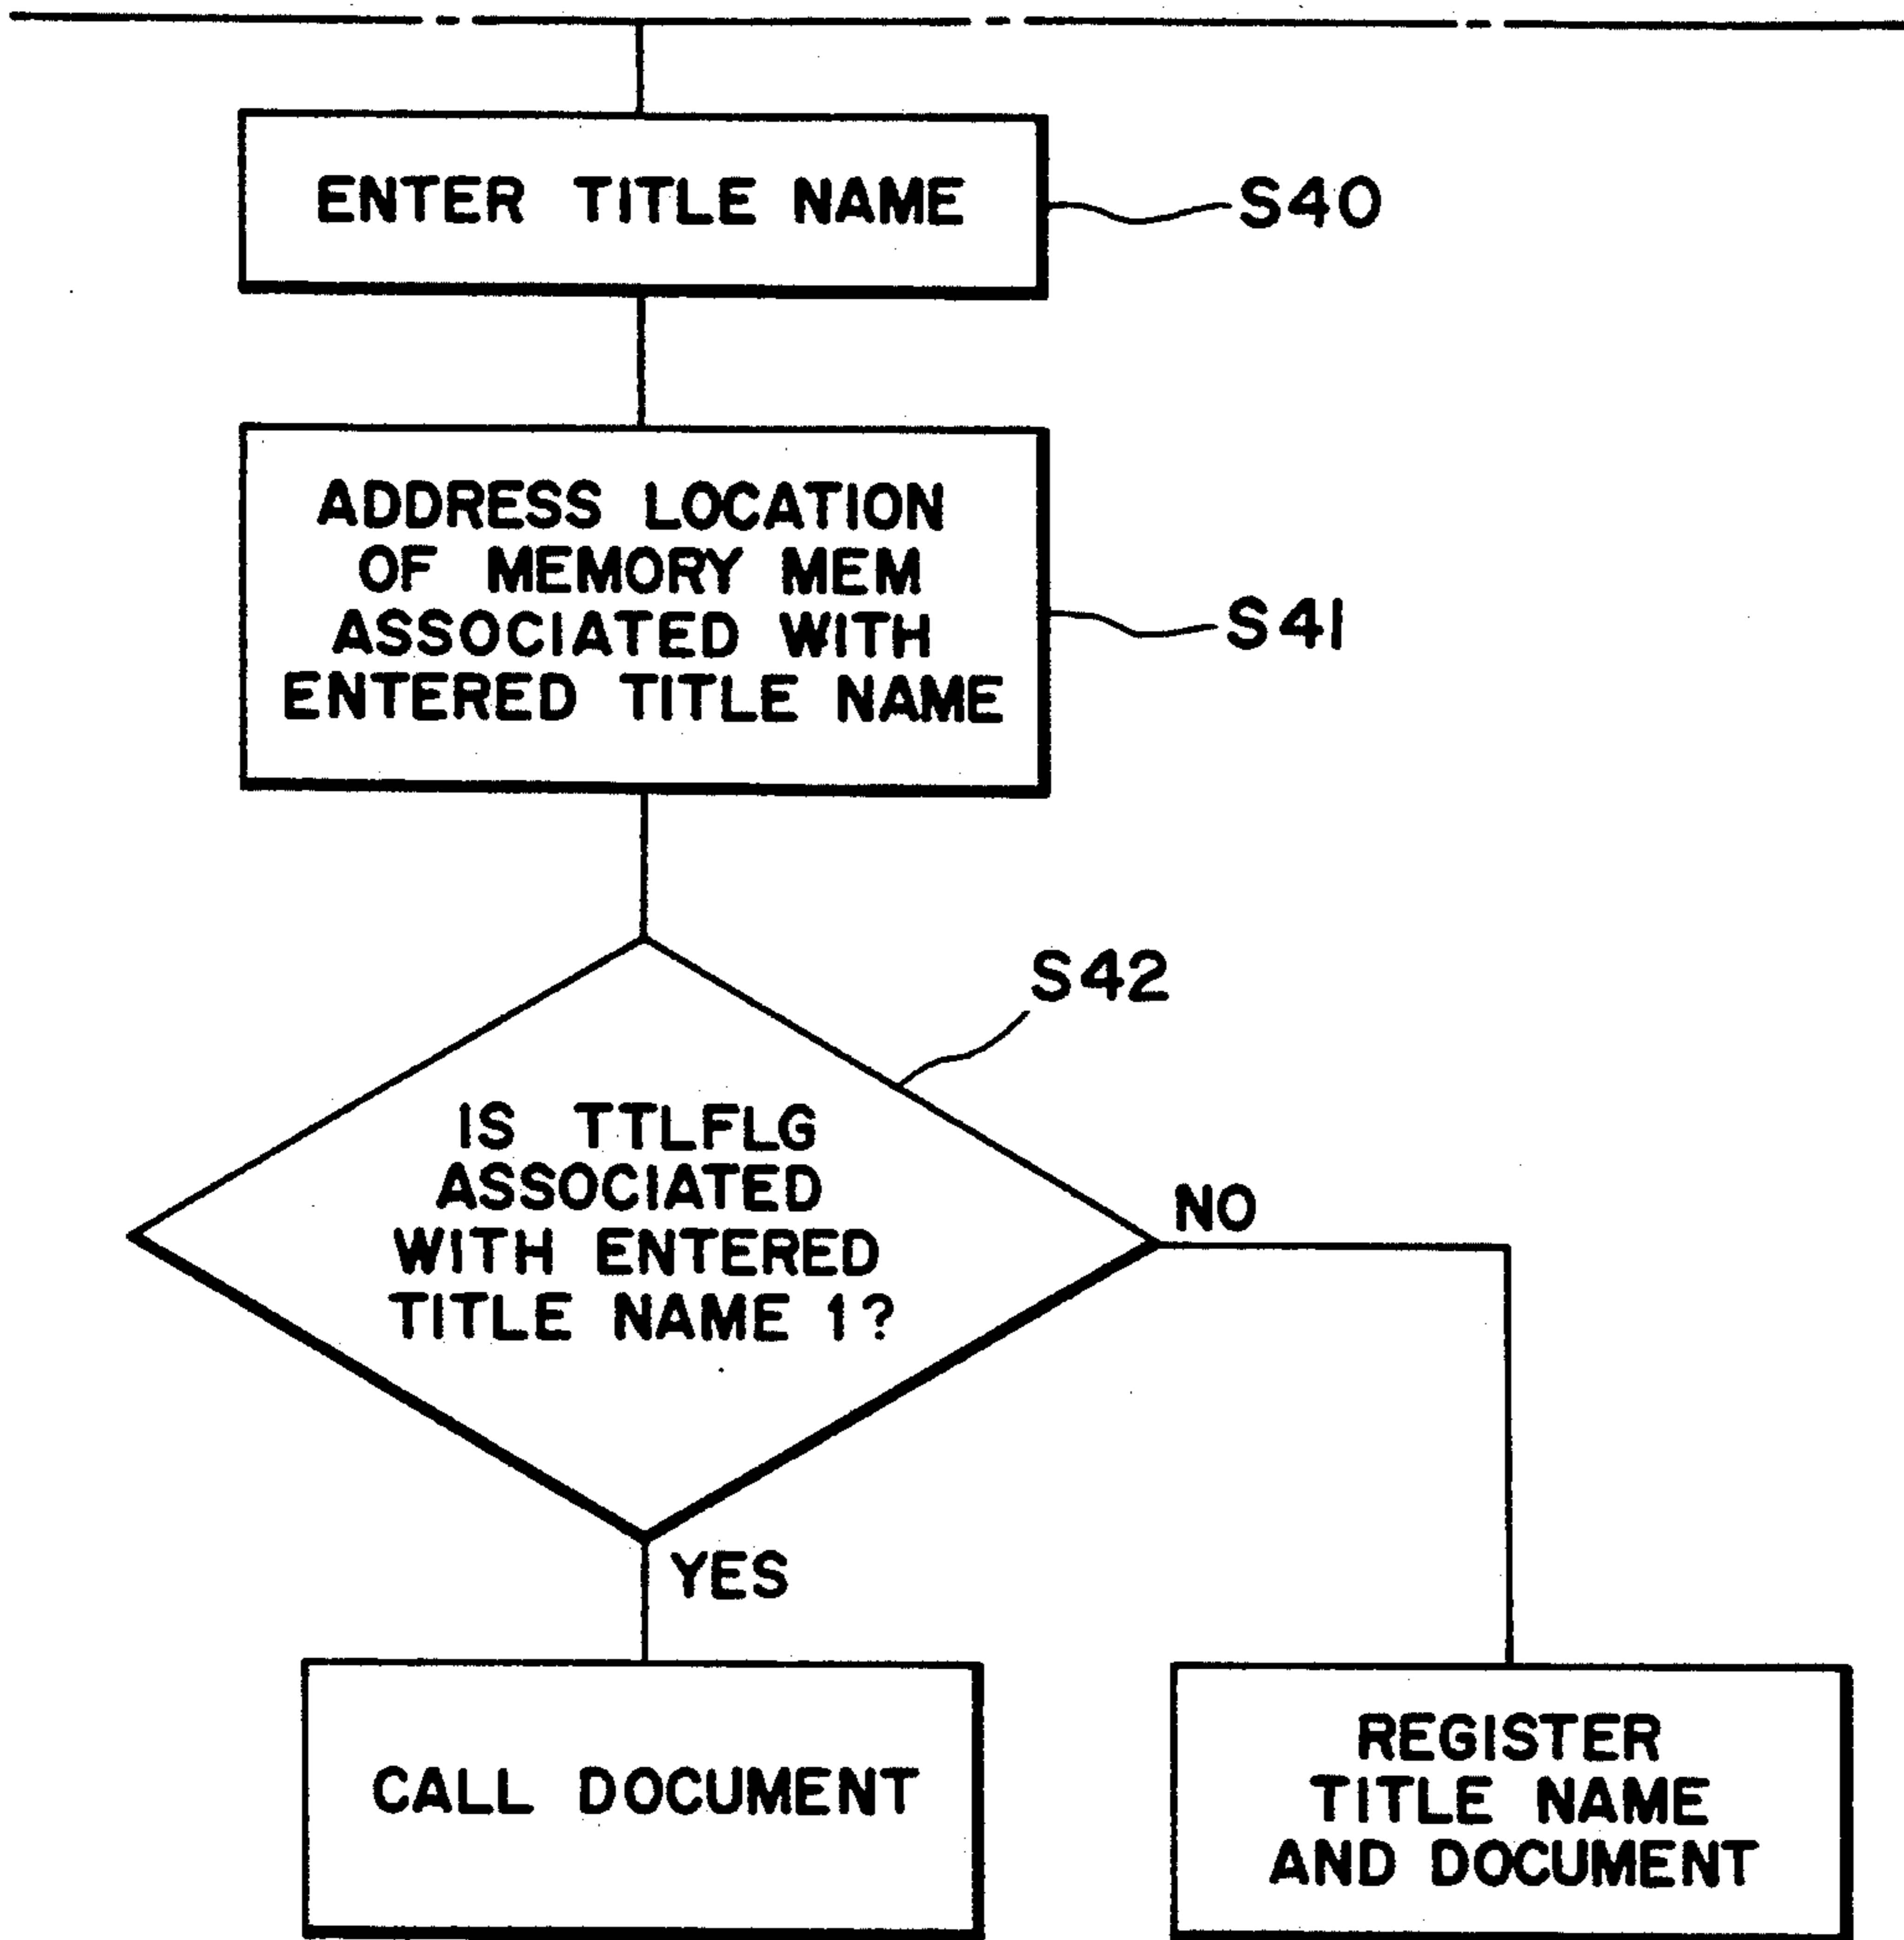 ENTER TITLE NAME
S40
ADDRESS LOCATION
OF MEMORY MEM
ASSOCIATED WITH
ENTERED TITLE NAME
S41
S42
IS TTLFLG
ASSOCIATED
WITH ENTERED
TITLE NAME 1?
NO
YES
CALL DOCUMENT
REGISTER
TITLE NAME
AND DOCUMENT